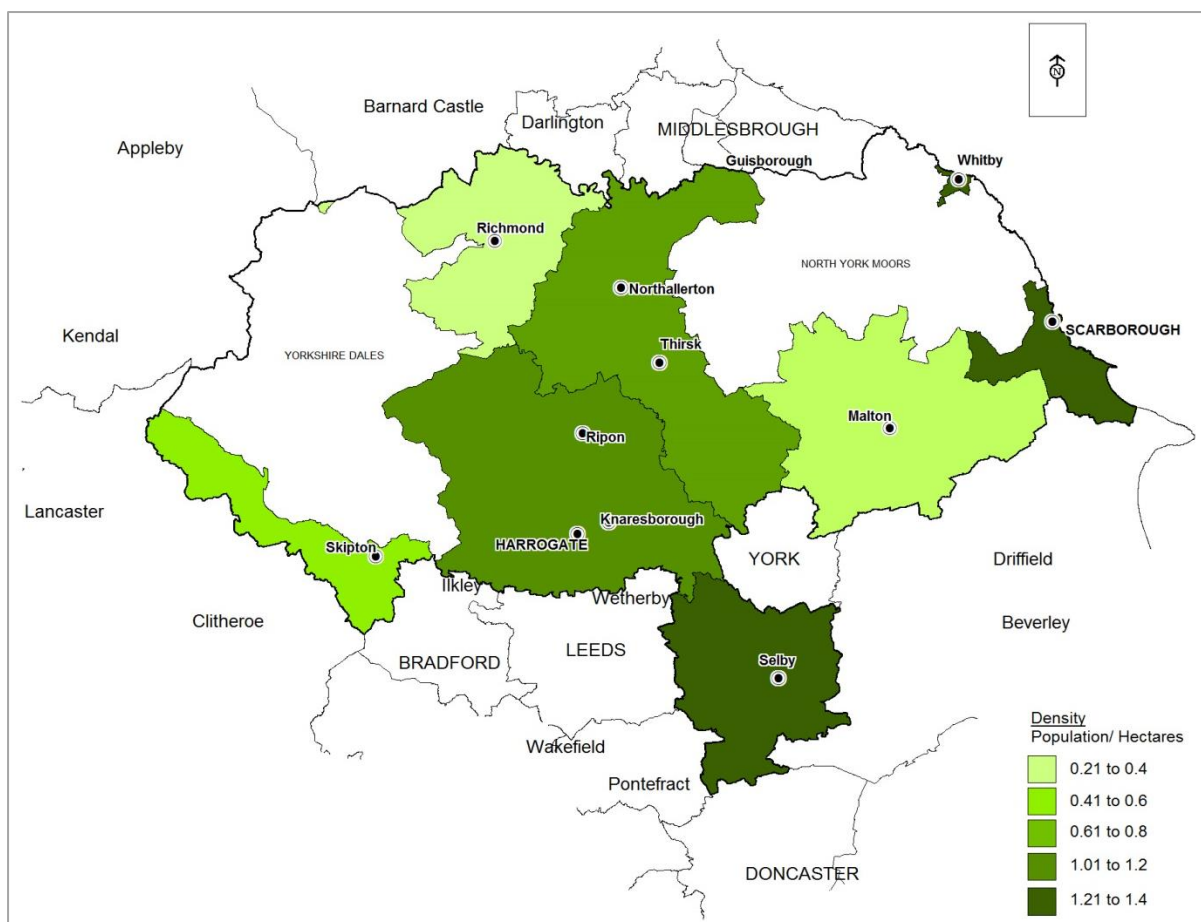 N
Barnard Castle
Darlington
MIDDLESBROUGH
Appleby
Guisborough
Whitby
Richmond
NORTH YORK MOORS
Northallerton
Kendal
SCARBOROUGH
YORKSHIRE DALES
Thirsk
Malton
Ripon
Lancaster
Knaresborough
HARROGATE
Skipton
YORK
Driffield
Ilkley
Wetherby
Clitheroe
Beverley
LEEDS
BRADFORD
Selby
Wakefield
Pontefract
DONCASTER
Density
Population/ Hectares
0.21 to 0.4
0.41 to 0.6
0.61 to 0.8
1.01 to 1.2
1.21 to 1.4